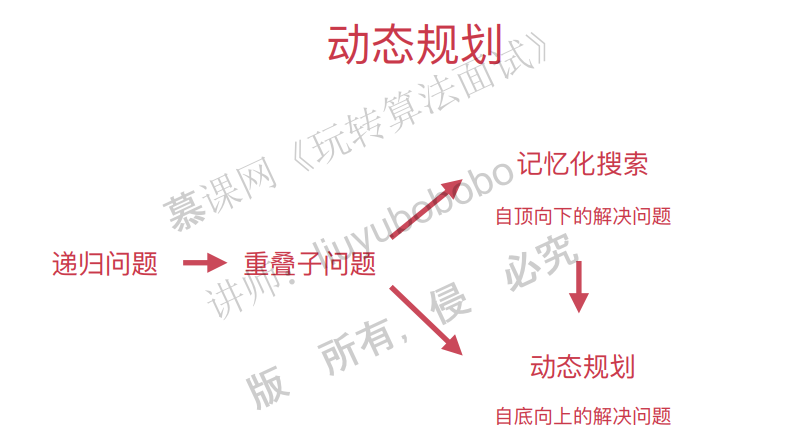 动态规划
慕课网《玩转算法面试》
记忆化搜索
自顶向下的解决问题
递归问题
重叠子问题
讲师：liuyubobobo
动态规划
自底向上的解决问题
版 所有，侵 必究